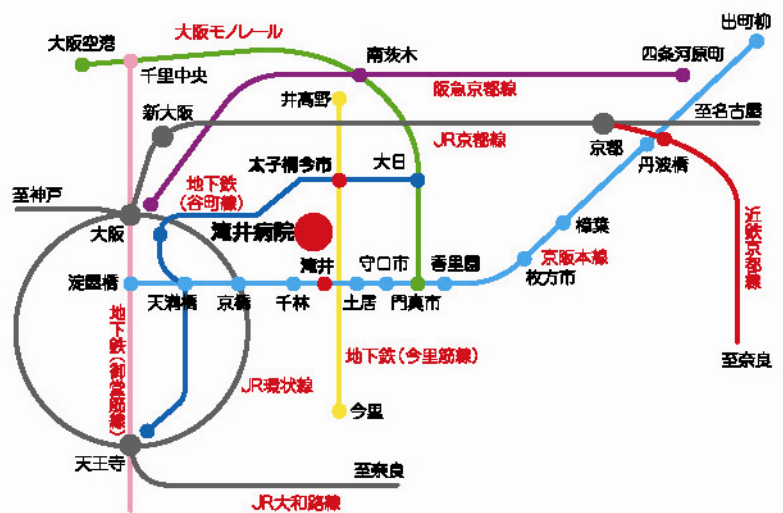 出町柳
大阪モノレール
大阪空港
南茨木
四条河原町
千里中央
阪急京都線
井高野
新大阪
至名古屋
JR京都線
京都
丹波橋
太子橋今市
大日
地下鉄
(谷町線)
至神戸
大阪
滝井病院
樟葉
近鉄京都線
滝井
守口市
香里園
京阪本線
枚方市
淀屋橋
天満橋
京橋
千林
土居
門真市
地下鉄(御堂筋線)
地下鉄(今里筋線)
至奈良
JR環状線
今里
天王寺
至奈良
JR大和路線